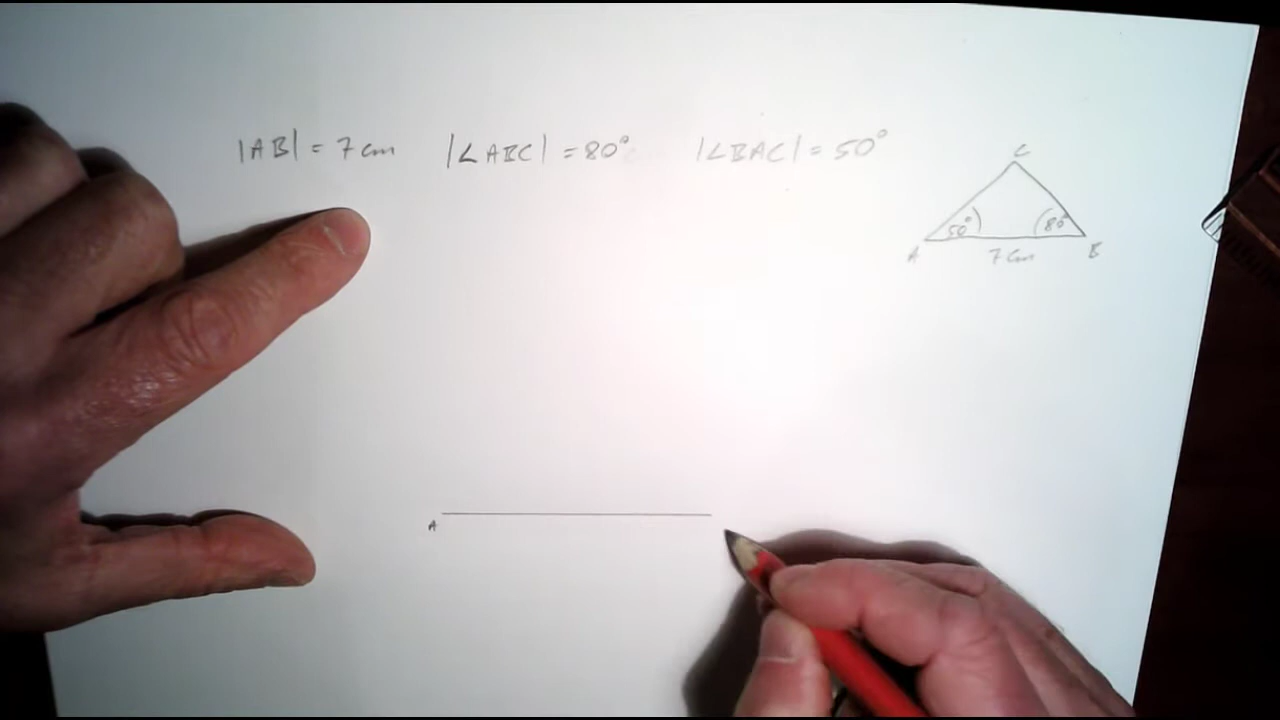 |AB| = 7cm |∠ABC| = 80° |∠BAC| = 50°
C
50° 80°
A 7cm B
A